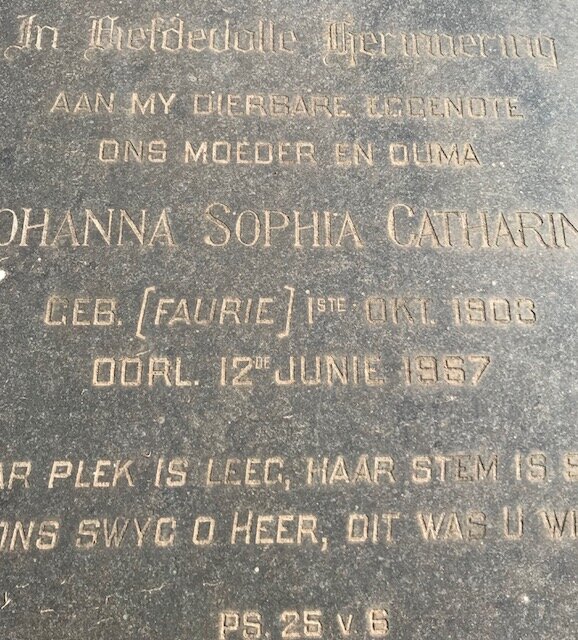 In Liefdevolle Herinnering
AAN MY DIERBARE EGGENOTE
ONS MOEDER EN OUMA
OHANNA SOPHIA CATHARIN
GEB. [FAURIE] 1STE OKT. 1903
OORL. 12DE JUNIE 1967
AR PLEK IS LEEG, HAAR STEM IS S
ONS SWYG O HEER, DIT WAS U WI
PS. 25 V. 6